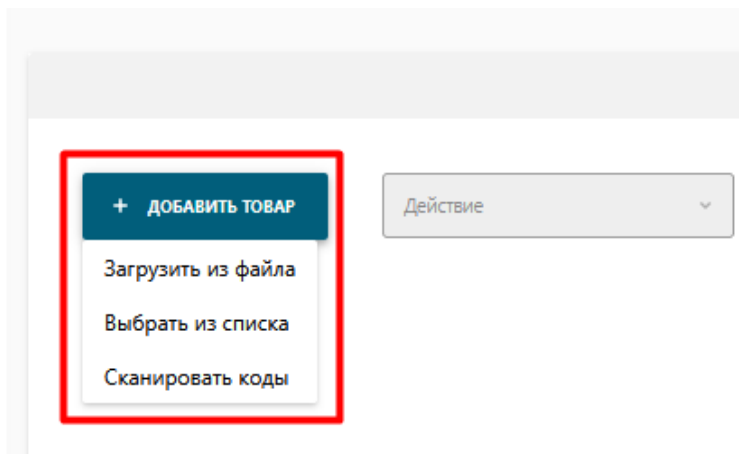 + ДОБАВИТЬ ТОВАР
Действие
Загрузить из файла
Выбрать из списка
Сканировать коды